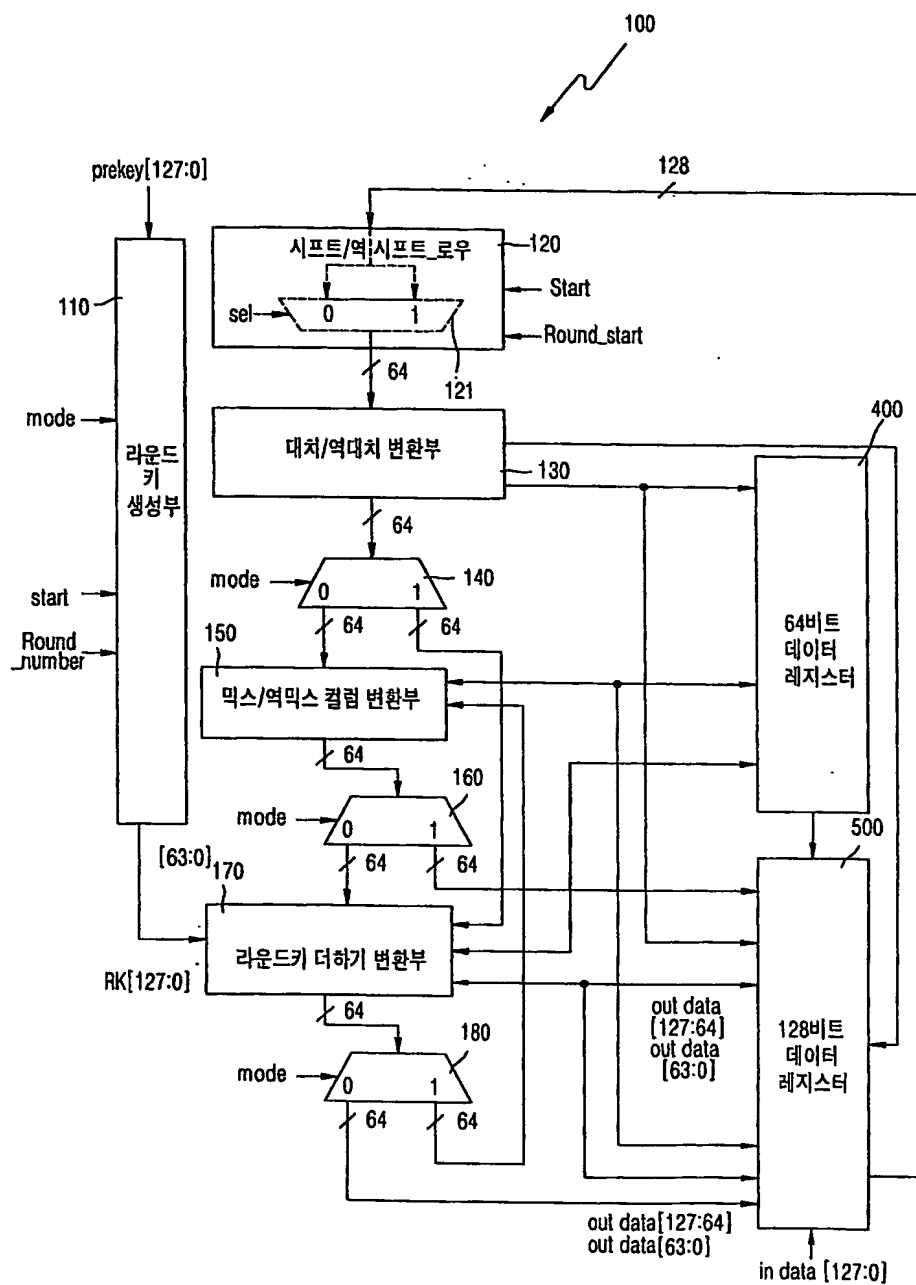 100
128
prekey[127:0]
시프트/역 시프트_로우
120
110
sel
0 1
Start
Round_start
121
64
400
mode
라운드
키
생성부
대치/역대치 변환부
130
64
mode
0 1
140
start
64
64
Round
_number
150
64비트
데이터
레지스터
믹스/역믹스 컬럼 변환부
64
160
mode
0 1
500
[63:0]
64
64
170
라운드키 더하기 변환부
RK[127:0]
64
out data
[127:64]
out data
[63:0]
128비트
데이터
레지스터
180
mode
0 1
64
64
out data[127:64]
out data[63:0]
in data [127:0]